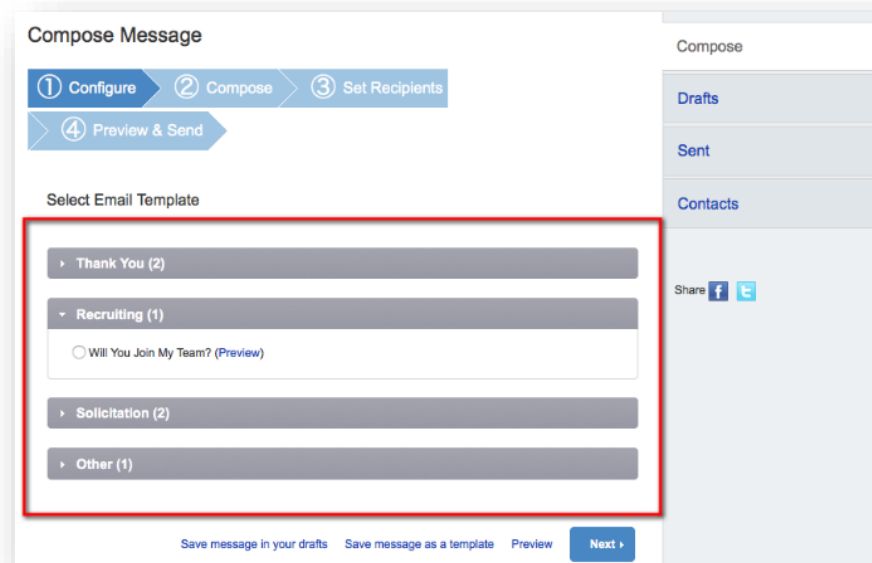 Compose Message
① Configure ② Compose ③ Set Recipients
④ Preview & Send
Select Email Template
Thank You (2)
Recruiting (1)
Will You Join My Team? (Preview)
Solicitation (2)
Other (1)
Save message in your drafts Save message as a template Preview Next
Compose
Drafts
Sent
Contacts
Share f t